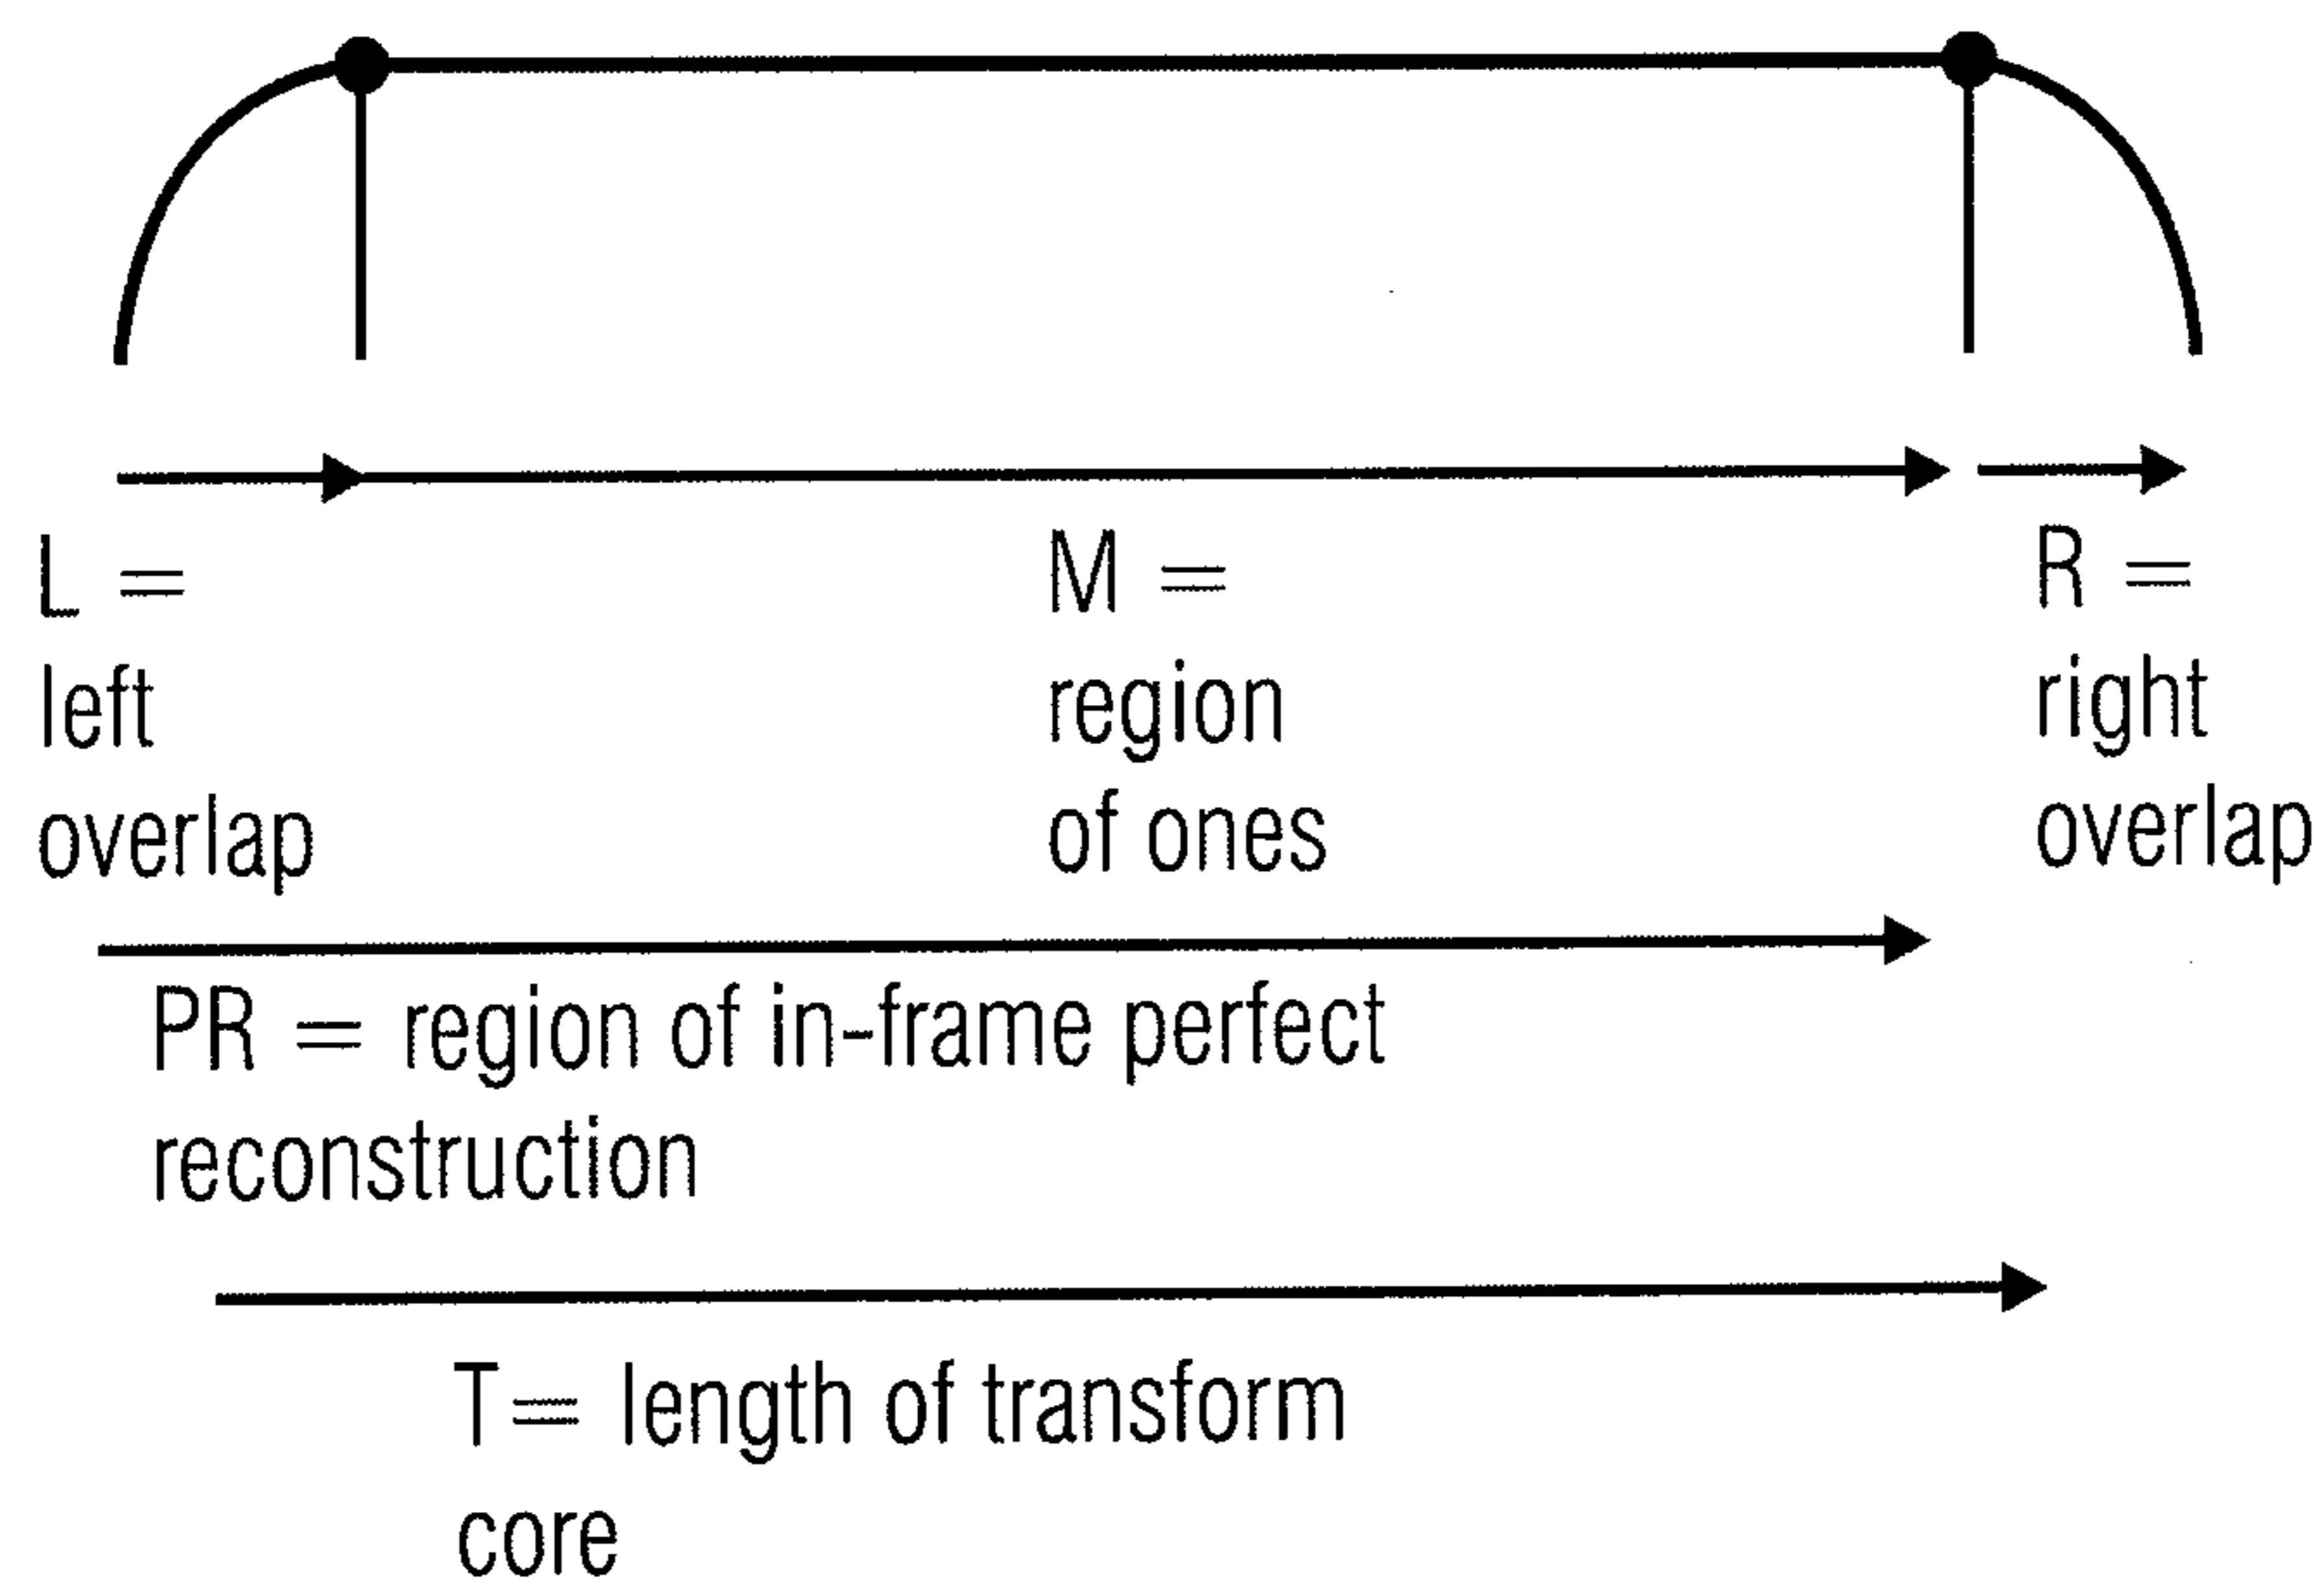 L =
left
overlap
M =
region
of ones
R =
right
overlap
PR = region of in-frame perfect
reconstruction
T = length of transform
core